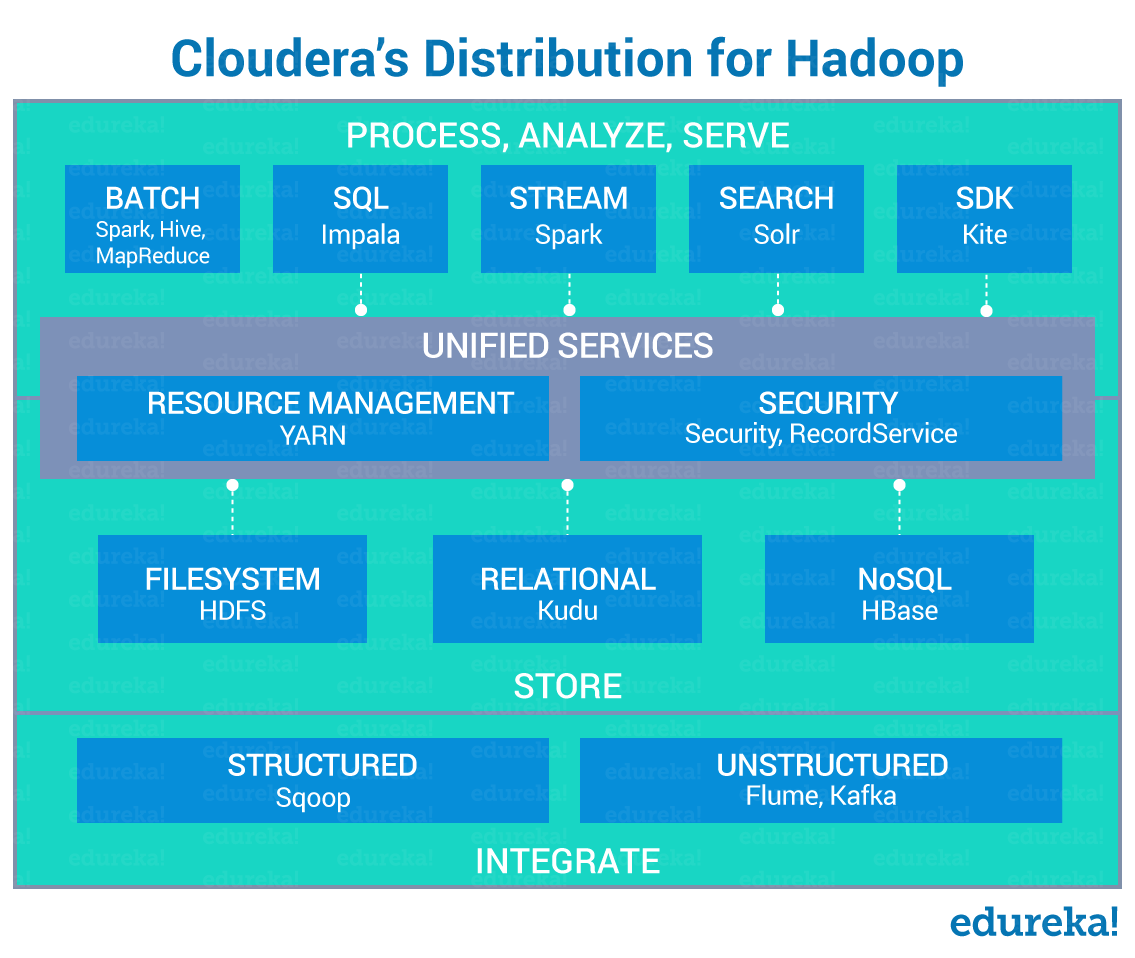 Cloudera's Distribution for Hadoop
PROCESS, ANALYZE, SERVE
BATCH
Spark, Hive,
MapReduce
SQL
Impala
STREAM
Spark
SEARCH
Solr
SDK
Kite
UNIFIED SERVICES
RESOURCE MANAGEMENT
YARN
SECURITY
Security, RecordService
FILESYSTEM
HDFS
RELATIONAL
Kudu
NoSQL
HBase
STORE
STRUCTURED
Sqoop
UNSTRUCTURED
Flume, Kafka
INTEGRATE
edureka!